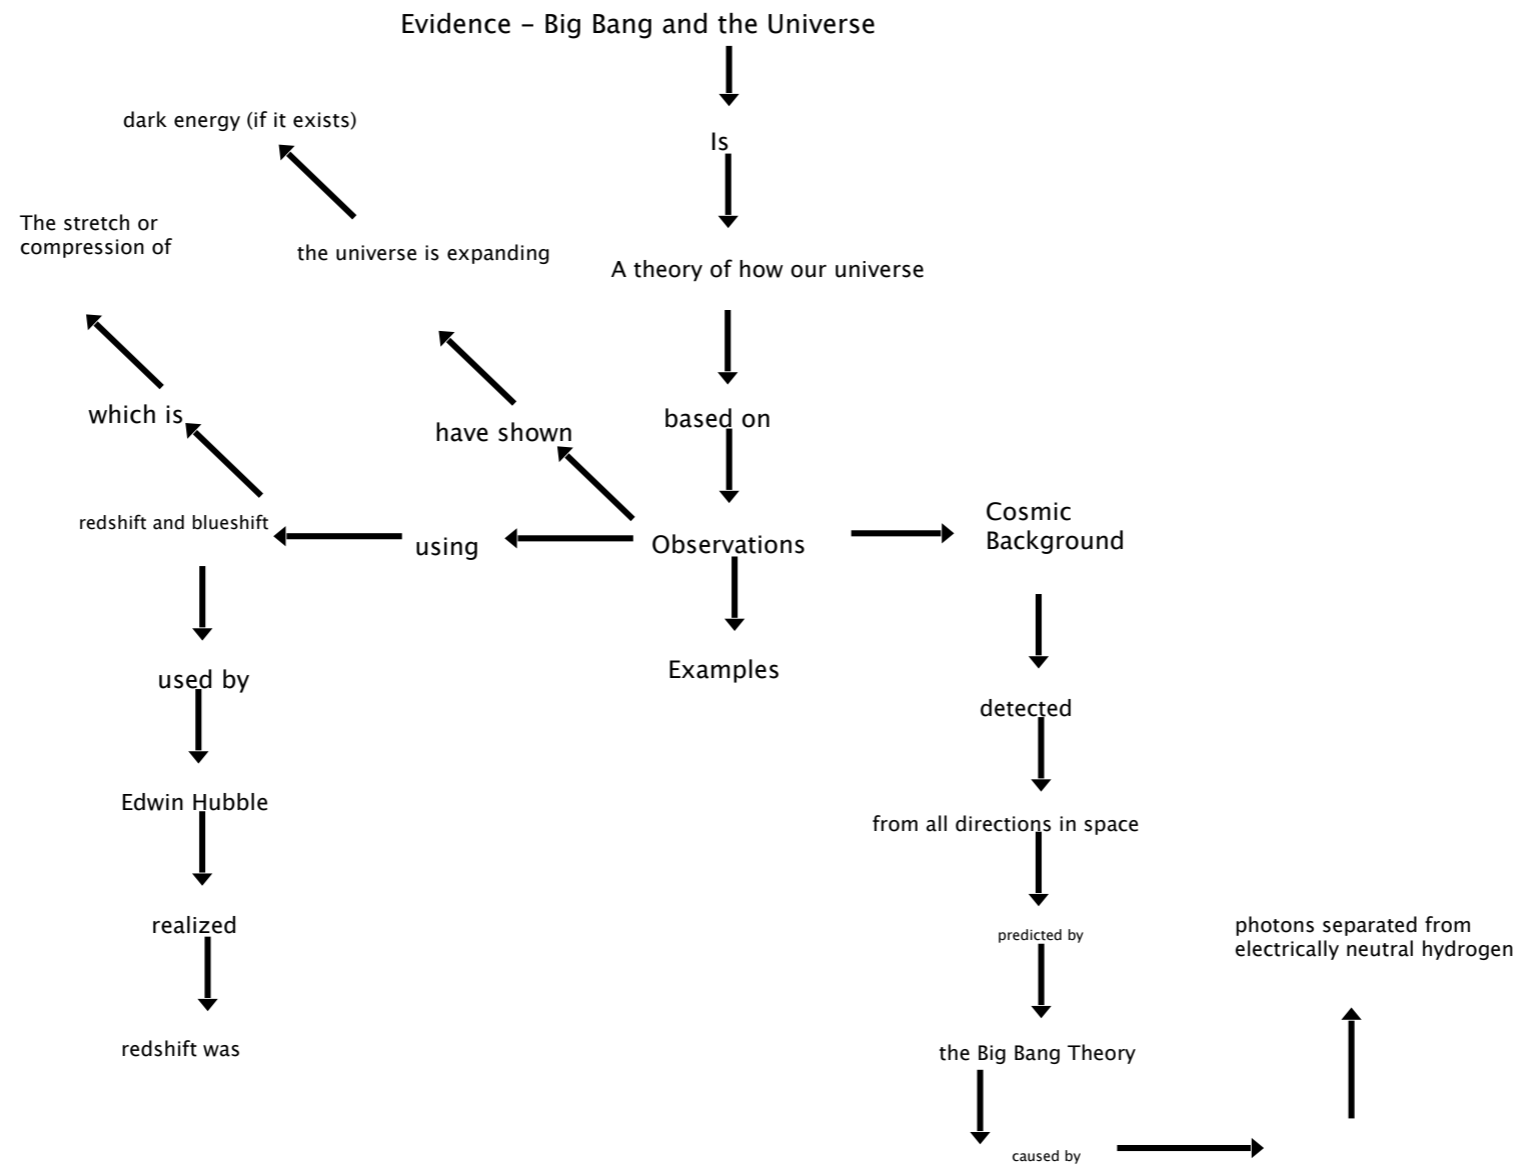 Evidence – Big Bang and the Universe
dark energy (if it exists)
Is
The stretch or
compression of
the universe is expanding
A theory of how our universe
which is
have shown
based on
redshift and blueshift
using
Observations
Cosmic
Background
used by
Examples
detected
Edwin Hubble
from all directions in space
realized
predicted by
photons separated from
electrically neutral hydrogen
redshift was
the Big Bang Theory
caused by